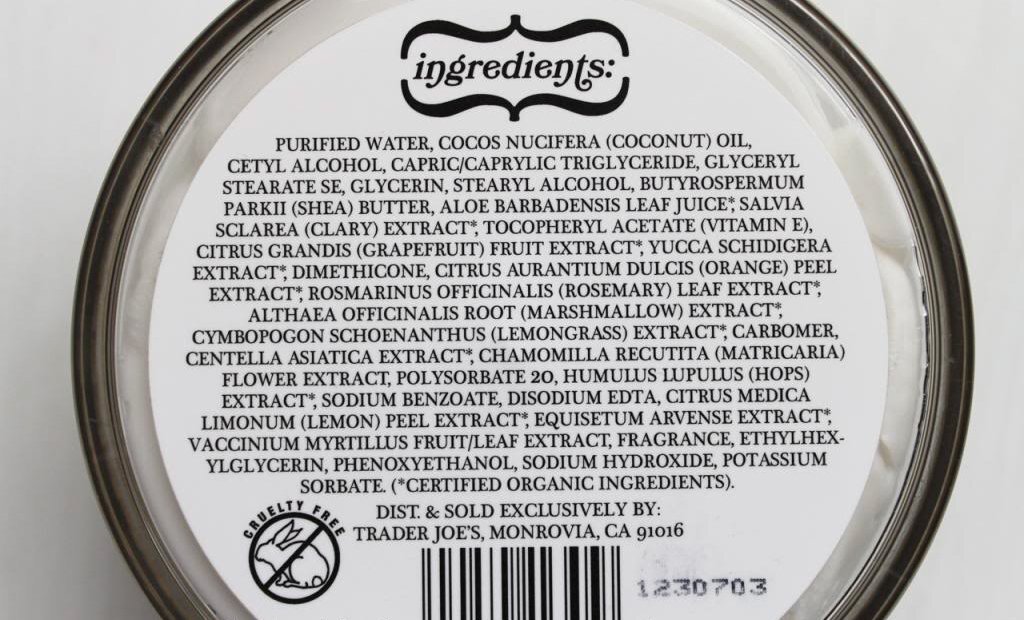 ingredients:
PURIFIED WATER, COCOS NUCIFERA (COCONUT) OIL,
CETYL ALCOHOL, CAPRIC/CAPRYLIC TRIGLYCERIDE, GLYCERYL
STEARATE SE, GLYCERIN, STEARYL ALCOHOL, BUTYROSPERMUM
PARKII (SHEA) BUTTER, ALOE BARBADENSIS LEAF JUICE*, SALVIA
SCLAREA (CLARY) EXTRACT*, TOCOPHERYL ACETATE (VITAMIN E),
CITRUS GRANDIS (GRAPEFRUIT) FRUIT EXTRACT*, YUCCA SCHIDIGERA
EXTRACT*, DIMETHICONE, CITRUS AURANTIUM DULCIS (ORANGE) PEEL
EXTRACT*, ROSMARINUS OFFICINALIS (ROSEMARY) LEAF EXTRACT*,
ALTHAEA OFFICINALIS ROOT (MARSHMALLOW) EXTRACT*,
CYMBOPOGON SCHOENANTHUS (LEMONGRASS) EXTRACT*, CARBOMER,
CENTELLA ASIATICA EXTRACT*, CHAMOMILLA RECUTITA (MATRICARIA)
FLOWER EXTRACT, POLYSORBATE 20, HUMULUS LUPULUS (HOPS)
EXTRACT*, SODIUM BENZOATE, DISODIUM EDTA, CITRUS MEDICA
LIMONUM (LEMON) PEEL EXTRACT*, EQUISETUM ARVENSE EXTRACT*,
VACCINIUM MYRTILLUS FRUIT/LEAF EXTRACT, FRAGRANCE, ETHYLHEX-
YLGLYCERIN, PHENOXYETHANOL, SODIUM HYDROXIDE, POTASSIUM
SORBATE. (*CERTIFIED ORGANIC INGREDIENTS).
DIST. & SOLD EXCLUSIVELY BY:
TRADER JOE'S, MONROVIA, CA 91016
CRUELTY FREE
1230703